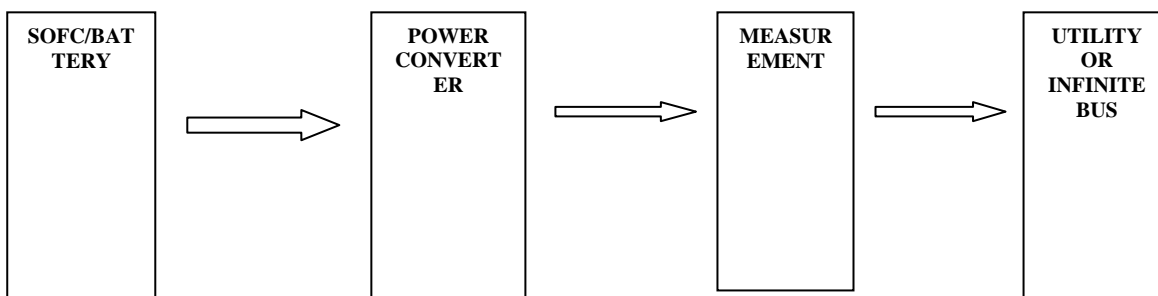 SOFC/BAT
TERY
POWER
CONVERT
ER
MEASUR
EMENT
UTILITY
OR
INFINITE
BUS